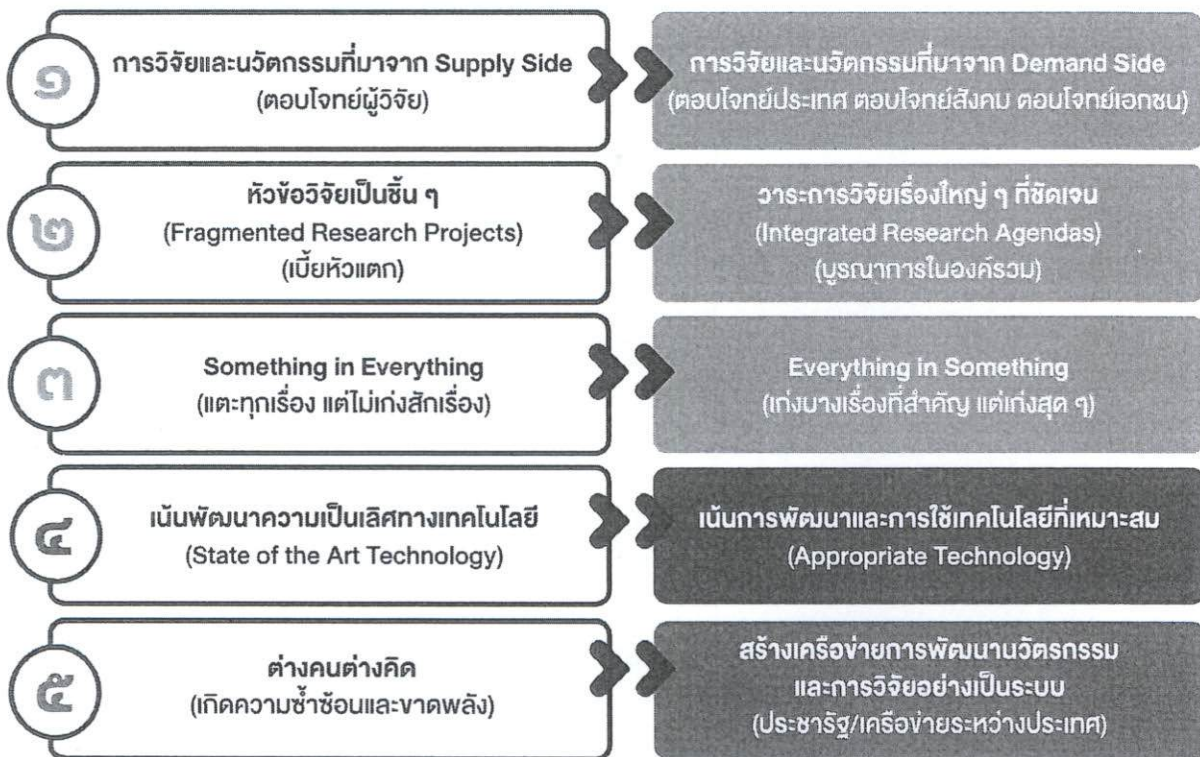 ๑
การวิจัยและนวัตกรรมที่มาจาก Supply Side
(ตอบโจทย์ผู้วิจัย)
การวิจัยและนวัตกรรมที่มาจาก Demand Side
(ตอบโจทย์ประเทศ ตอบโจทย์สังคม ตอบโจทย์เอกชน)
๒
หัวข้อวิจัยเป็นชิ้น ๆ
(Fragmented Research Projects)
(เบี้ยหัวแตก)
วาระการวิจัยเรื่องใหญ่ ๆ ที่ชัดเจน
(Integrated Research Agendas)
(บูรณาการในองค์รวม)
๓
Something in Everything
(แตะทุกเรื่อง แต่ไม่เก่งสักเรื่อง)
Everything in Something
(เก่งบางเรื่องที่สำคัญ แต่เก่งสุด ๆ)
๔
เน้นพัฒนาความเป็นเลิศทางเทคโนโลยี
(State of the Art Technology)
เน้นการพัฒนาและการใช้เทคโนโลยีที่เหมาะสม
(Appropriate Technology)
๕
ต่างคนต่างคิด
(เกิดความซ้ำซ้อนและขาดพลัง)
สร้างเครือข่ายการพัฒนานวัตรกรรม
และการวิจัยอย่างเป็นระบบ
(ประชารัฐ/เครือข่ายระหว่างประเทศ)